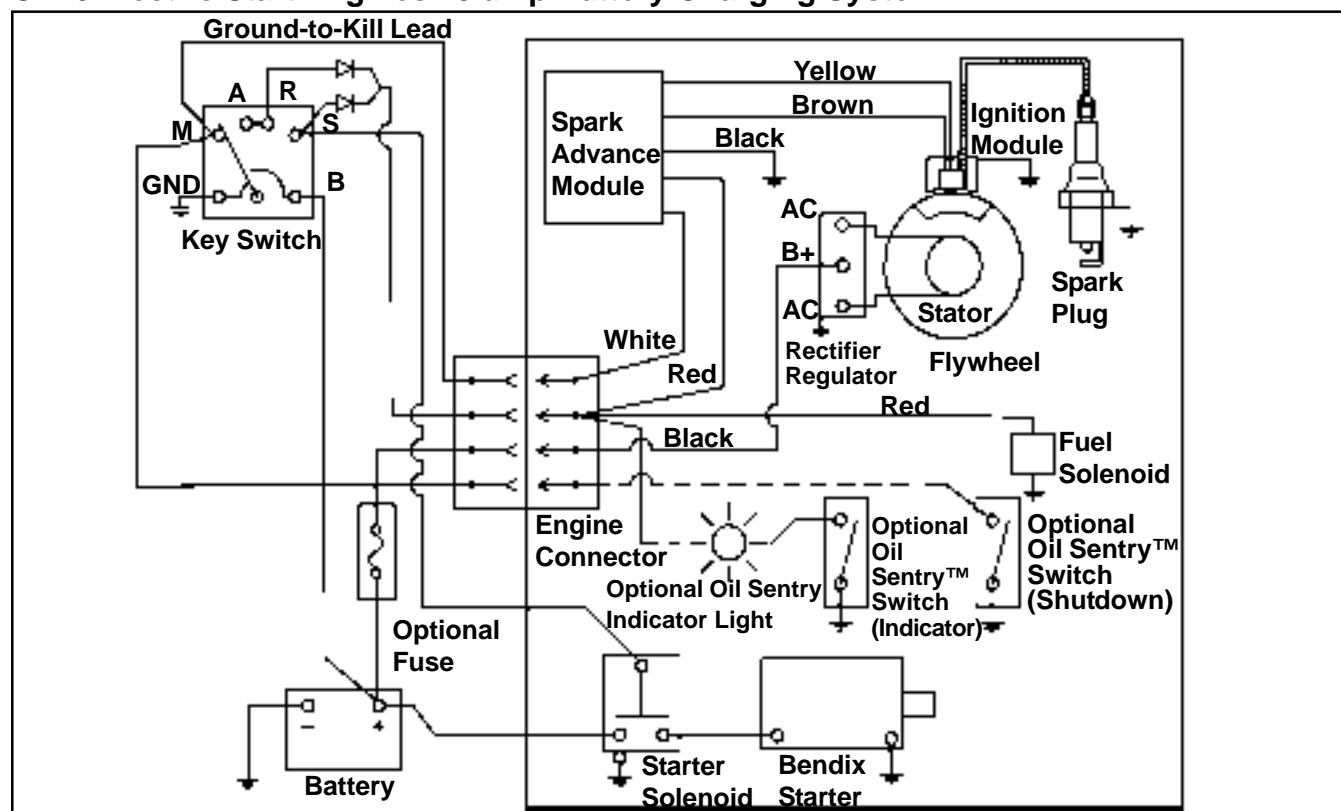 Ground-to-Kill Lead
A
R
M
S
GND
B
Key Switch
Spark
Advance
Module
Yellow
Brown
Black
Ignition
Module
AC
B+
AC
Stator
Spark
Plug
Rectifier
Regulator
Flywheel
White
Red
Red
Black
Fuel
Solenoid
Engine
Connector
Optional Oil Sentry
Indicator Light
Optional
Oil
Sentry™
Switch
(Indicator)
Optional
Oil Sentry™
Switch
(Shutdown)
Optional
Fuse
–
+
Battery
Starter
Solenoid
Bendix
Starter